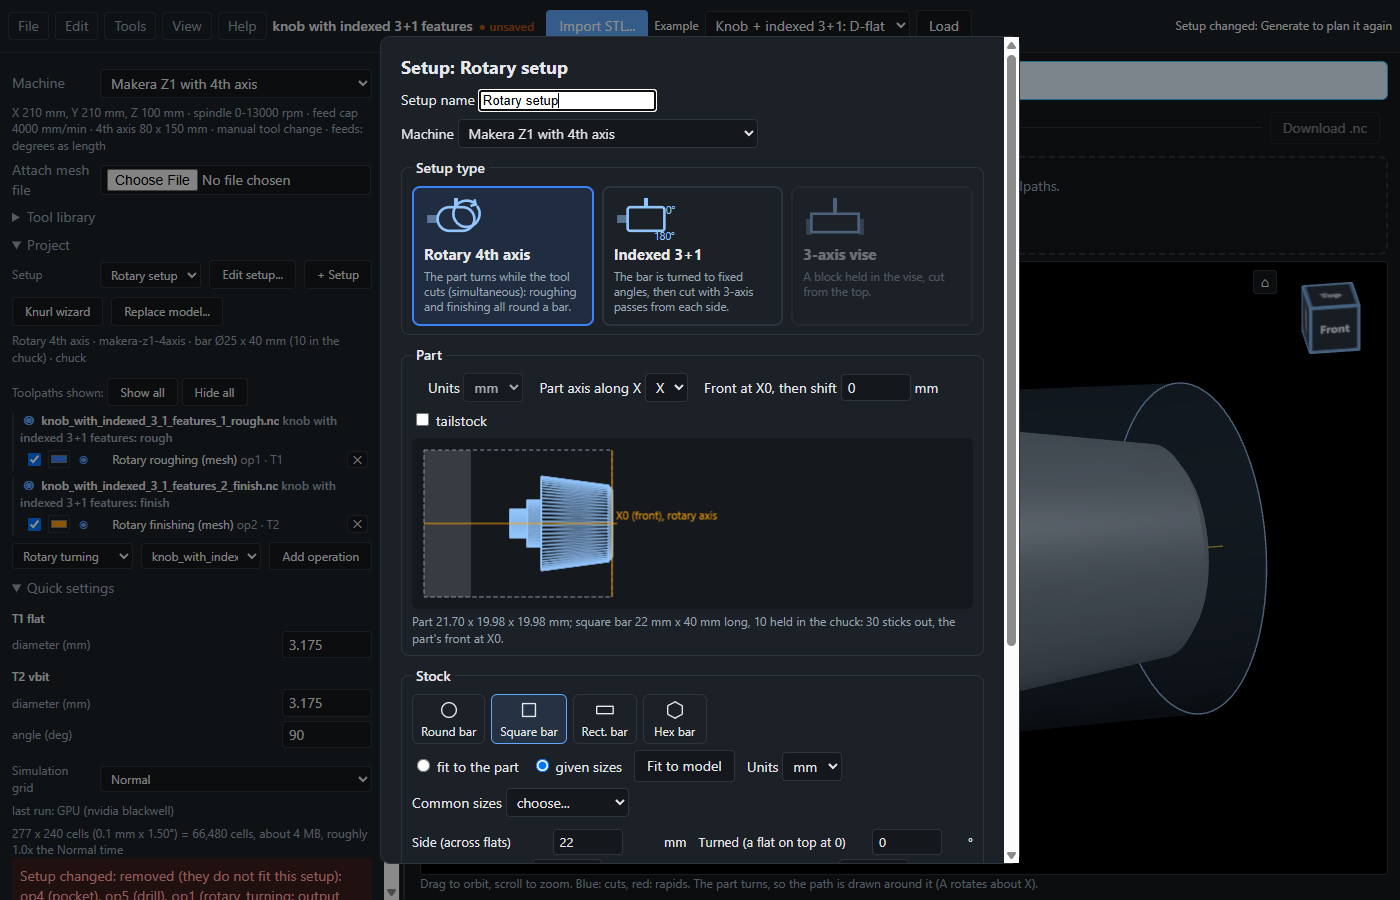 File
Edit
Tools
View
Help
knob with indexed 3+1 features
● unsaved
Import STL...
Example
Knob + indexed 3+1: D-flat
Load
Setup changed: Generate to plan it again
Machine
Makera Z1 with 4th axis
X 210 mm, Y 210 mm, Z 100 mm · spindle 0-13000 rpm · feed cap
4000 mm/min · 4th axis 80 x 150 mm · manual tool change · feeds:
degrees as length
Attach mesh
file
Choose File
No file chosen
Tool library
Project
Setup
Rotary setup
Edit setup...
+ Setup
Knurl wizard
Replace model...
Rotary 4th axis · makera-z1-4axis · bar Ø25 x 40 mm (10 in the
chuck) · chuck
Toolpaths shown:
Show all
Hide all
knob_with_indexed_3_1_features_1_rough.nc knob with
indexed 3+1 features: rough
Rotary roughing (mesh) op1 · T1
knob_with_indexed_3_1_features_2_finish.nc knob with
indexed 3+1 features: finish
Rotary finishing (mesh) op2 · T2
Rotary turning
knob_with_index
Add operation
Quick settings
T1 flat
diameter (mm)
3.175
T2 vbit
diameter (mm)
3.175
angle (deg)
90
Simulation
grid
Normal
last run: GPU (nvidia blackwell)
277 x 240 cells (0.1 mm x 1.50°) = 66,480 cells, about 4 MB, roughly
1.0x the Normal time
Setup changed: removed (they do not fit this setup):
op4 (pocket), op5 (drill), op1 (rotary_turning: output
Setup: Rotary setup
Setup name
Rotary setup
Machine
Makera Z1 with 4th axis
Setup type
Rotary 4th axis
The part turns while the tool
cuts (simultaneous): roughing
and finishing all round a bar.
0°
180°
Indexed 3+1
The bar is turned to fixed
angles, then cut with 3-axis
passes from each side.
3-axis vise
A block held in the vise, cut
from the top.
Part
Units
mm
Part axis along X
X
Front at X0, then shift
0
mm
tailstock
X0 (front), rotary axis
Part 21.70 x 19.98 x 19.98 mm; square bar 22 mm x 40 mm long, 10 held in the chuck: 30 sticks out, the
part's front at X0.
Stock
Round bar
Square bar
Rect. bar
Hex bar
fit to the part
given sizes
Fit to model
Units
mm
Common sizes
choose...
Side (across flats)
22
mm
Turned (a flat on top at 0)
0
°
Download .nc
lpaths.
Top
Front
Drag to orbit, scroll to zoom. Blue: cuts, red: rapids. The part turns, so the path is drawn around it (A rotates about X).